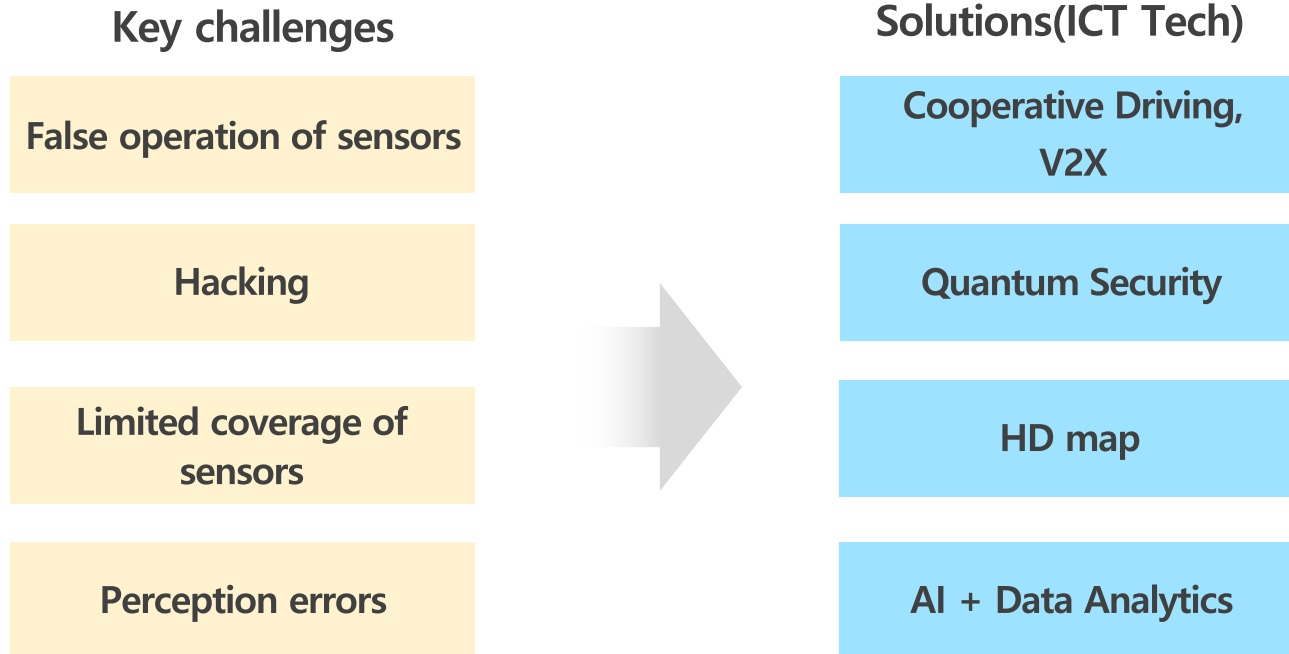 Key challenges
Solutions(ICT Tech)
False operation of sensors
Cooperative Driving,
V2X
Hacking
Quantum Security
Limited coverage of
sensors
HD map
Perception errors
AI + Data Analytics